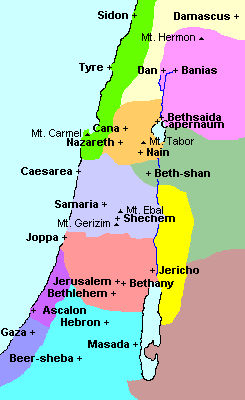 Sidon
Damascus
Mt. Hermon
Tyre
Dan
Banias
Bethsaida
Capernaum
Cana
Mt. Carmel
Nazareth
Mt. Tabor
Nain
Caesarea
Beth-shan
Samaria
Mt. Ebal
Shechem
Mt. Gerizim
Joppa
Jericho
Jerusalem
Bethany
Bethlehem
Ascalon
Hebron
Gaza
Masada
Beer-sheba